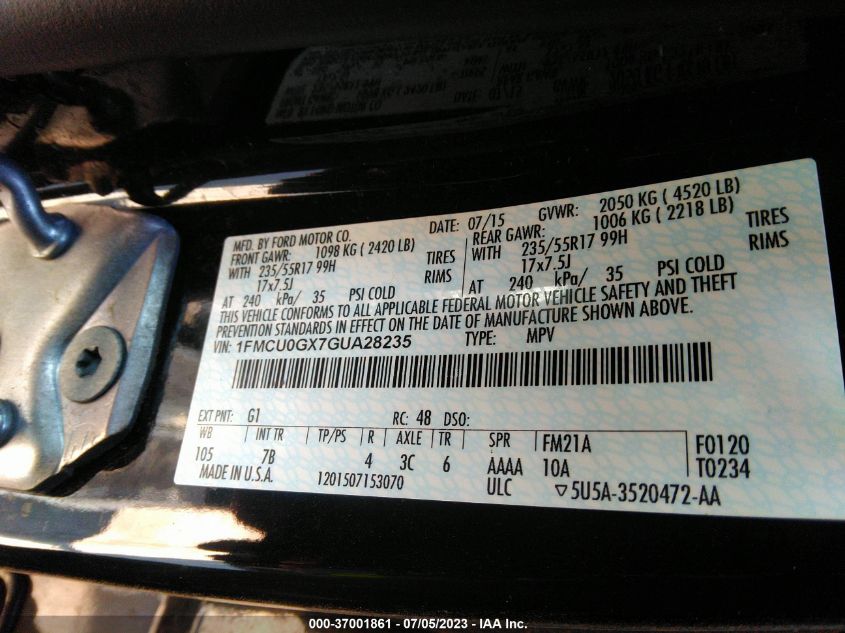 MFD. BY FORD MOTOR CO.
DATE: 07/15 GVWR: 2050 KG ( 4520 LB)
FRONT GAWR: 1098 KG ( 2420 LB)
REAR GAWR: 1006 KG ( 2218 LB)
WITH 235/55R17 99H TIRES
WITH 235/55R17 99H TIRES
17x7.5J RIMS
17x7.5J RIMS
AT 240 kPa/ 35 PSI COLD
AT 240 kPa/ 35 PSI COLD
THIS VEHICLE CONFORMS TO ALL APPLICABLE FEDERAL MOTOR VEHICLE SAFETY AND THEFT
PREVENTION STANDARDS IN EFFECT ON THE DATE OF MANUFACTURE SHOWN ABOVE.
VIN: 1FMCU0GX7GUA28235 TYPE: MPV
EXT PNT: G1 RC: 48 DSO:
WB INT TR TP/PS R AXLE TR SPR FM21A F0120
105 7B 4 3C 6 AAAA 10A T0234
MADE IN U.S.A. 1201507153070 ULC ▽5U5A-3520472-AA
000-37001861 - 07/05/2023 - IAA Inc.